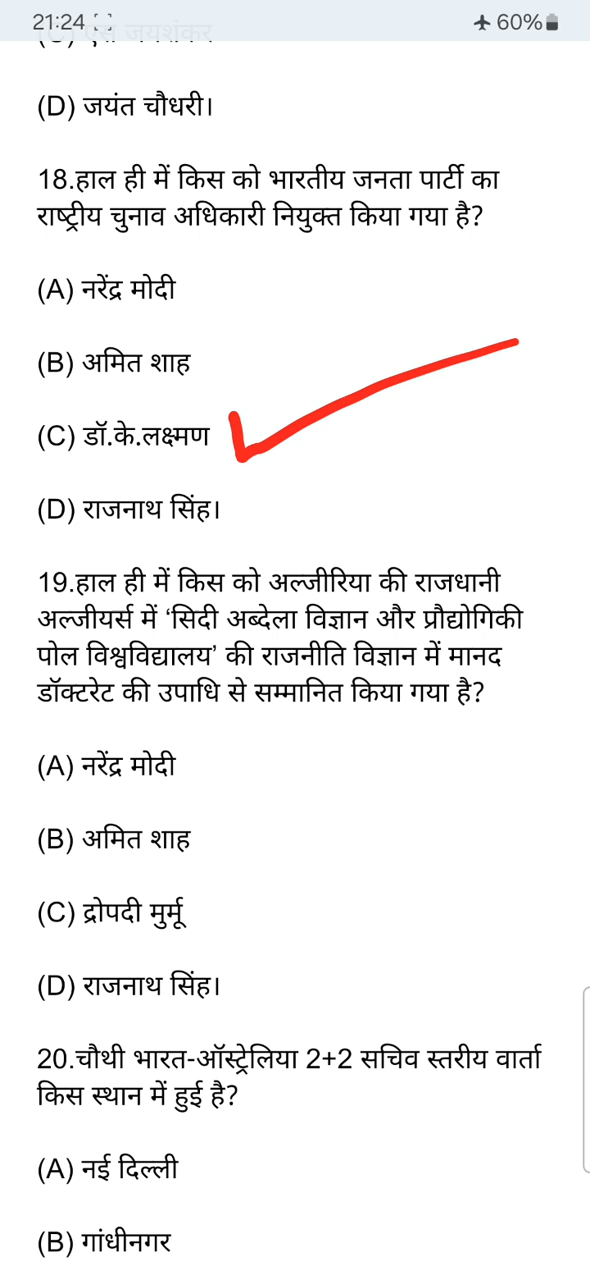 21:24
60%
(D) जयंत चौधरी।
18.हाल ही में किस को भारतीय जनता पार्टी का
राष्ट्रीय चुनाव अधिकारी नियुक्त किया गया है?
(A) नरेंद्र मोदी
(B) अमित शाह
(C) डॉ.के.लक्ष्मण
(D) राजनाथ सिंह।
19.हाल ही में किस को अल्जीरिया की राजधानी
अल्जीयर्स में ‘सिदी अब्देला विज्ञान और प्रौद्योगिकी
पोल विश्वविद्यालय’ की राजनीति विज्ञान में मानद
डॉक्टरेट की उपाधि से सम्मानित किया गया है?
(A) नरेंद्र मोदी
(B) अमित शाह
(C) द्रोपदी मुर्मू
(D) राजनाथ सिंह।
20.चौथी भारत-ऑस्ट्रेलिया 2+2 सचिव स्तरीय वार्ता
किस स्थान में हुई है?
(A) नई दिल्ली
(B) गांधीनगर